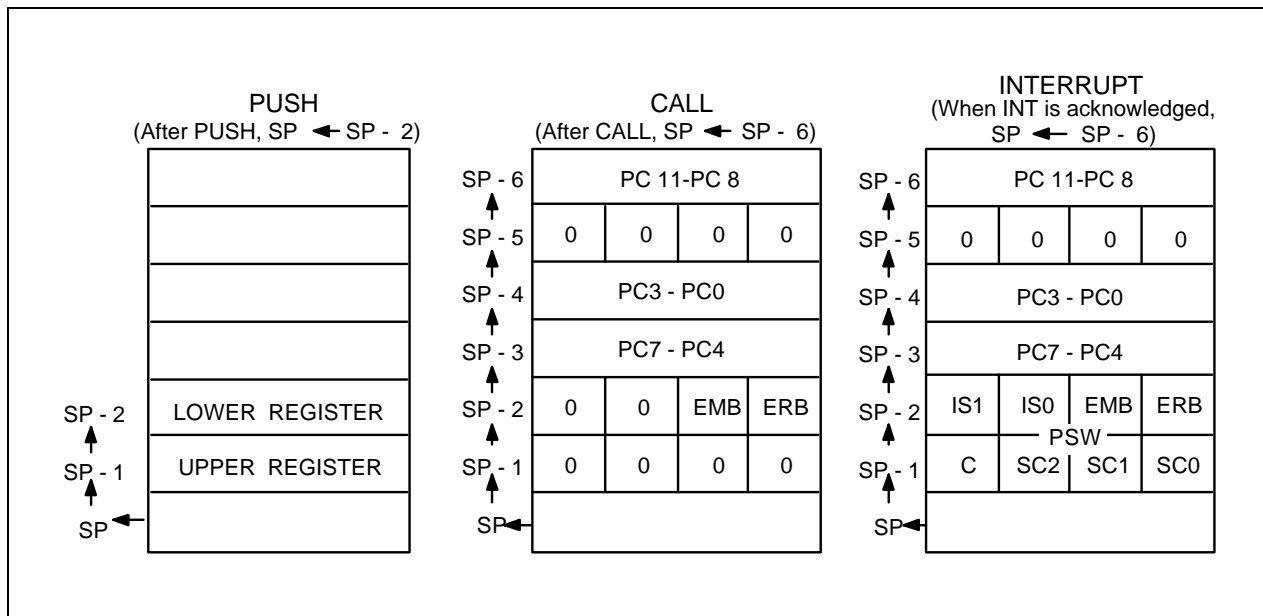 PUSH
(After PUSH, SP ← SP - 2)
SP - 2
LOWER REGISTER
SP - 1
UPPER REGISTER
SP
CALL
(After CALL, SP ← SP - 6)
SP - 6
PC 11-PC 8
SP - 5
0 0 0 0
SP - 4
PC3 - PC0
SP - 3
PC7 - PC4
SP - 2
0 0 EMB ERB
SP - 1
0 0 0 0
SP
INTERRUPT
(When INT is acknowledged,
SP ← SP - 6)
SP - 6
PC 11-PC 8
SP - 5
0 0 0 0
SP - 4
PC3 - PC0
SP - 3
PC7 - PC4
SP - 2
IS1 IS0 EMB ERB
PSW
SP - 1
C SC2 SC1 SC0
SP